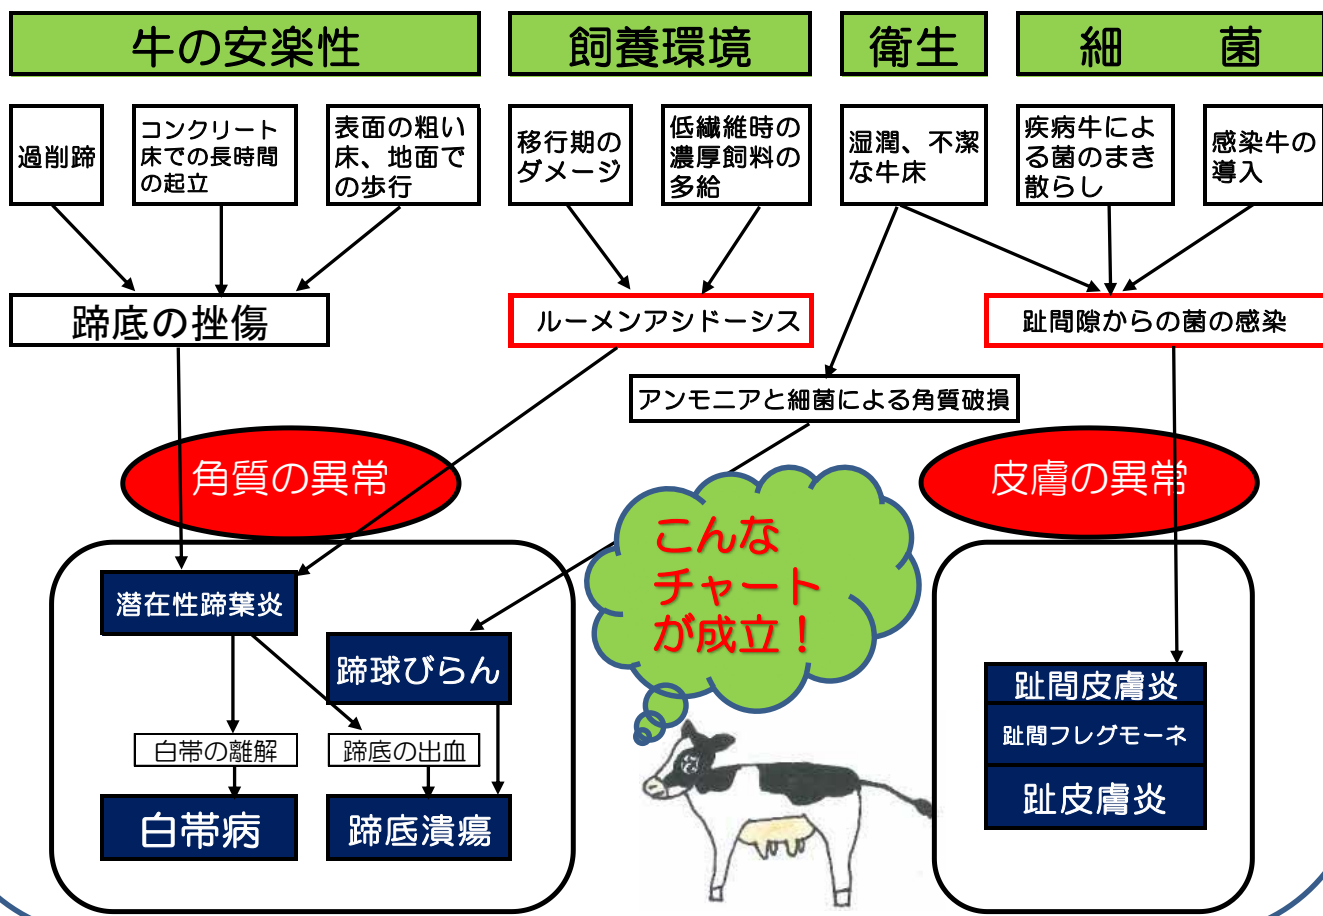 牛の安楽性
飼養環境
衛生
細　菌
過削蹄
コンクリート
床での長時間
の起立
表面の粗い
床、地面で
の歩行
移行期の
ダメージ
低繊維時の
濃厚飼料の
多給
湿潤、不潔
な牛床
疾病牛によ
る菌のまき
散らし
感染牛の
導入
蹄底の挫傷
ルーメンアシドーシス
趾間隙からの菌の感染
アンモニアと細菌による角質破損
角質の異常
皮膚の異常
こんな
チャート
が成立！
潜在性蹄葉炎
蹄球びらん
白帯の離解
蹄底の出血
白帯病
蹄底潰瘍
趾間皮膚炎
趾間フレグモーネ
趾皮膚炎